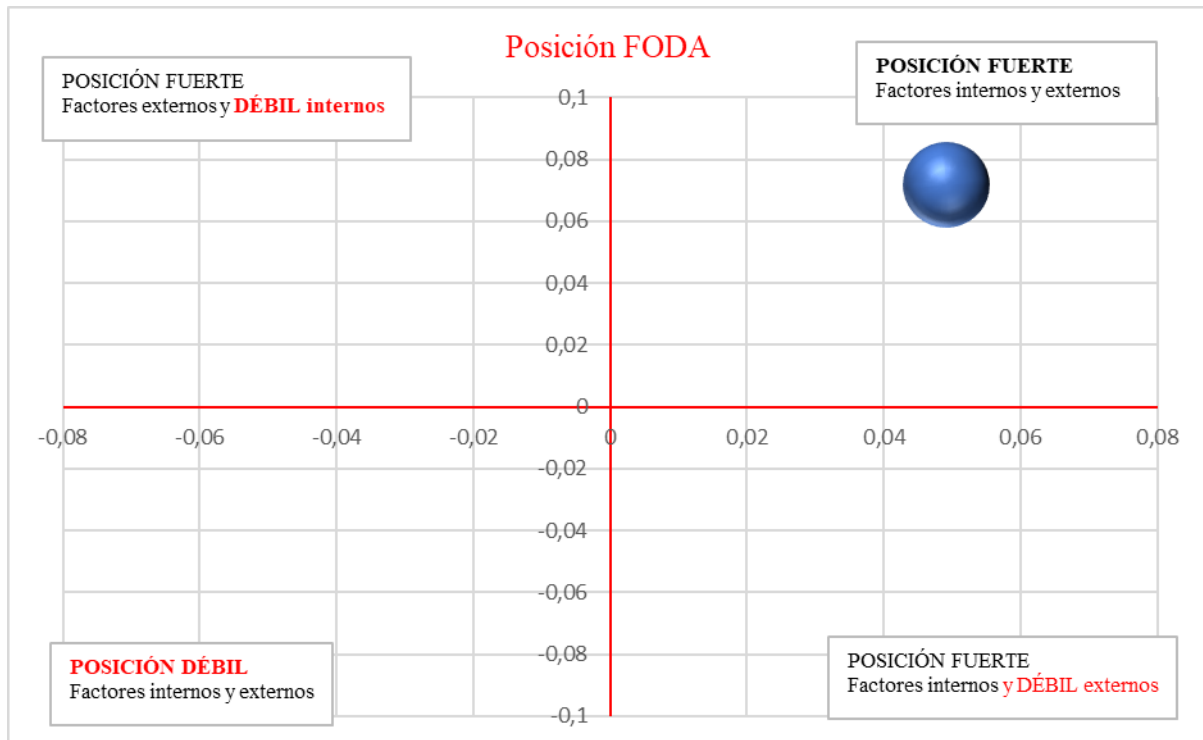 Posición FODA
POSICIÓN FUERTE
Factores externos y DÉBIL internos
POSICIÓN FUERTE
Factores internos y externos
0,1
0,08
0,06
0,04
0,02
0
-0,08 -0,06 -0,04 -0,02 0 0,02 0,04 0,06 0,08
-0,02
-0,04
-0,06
-0,08
-0,1
POSICIÓN DÉBIL
Factores internos y externos
POSICIÓN FUERTE
Factores internos y DÉBIL externos